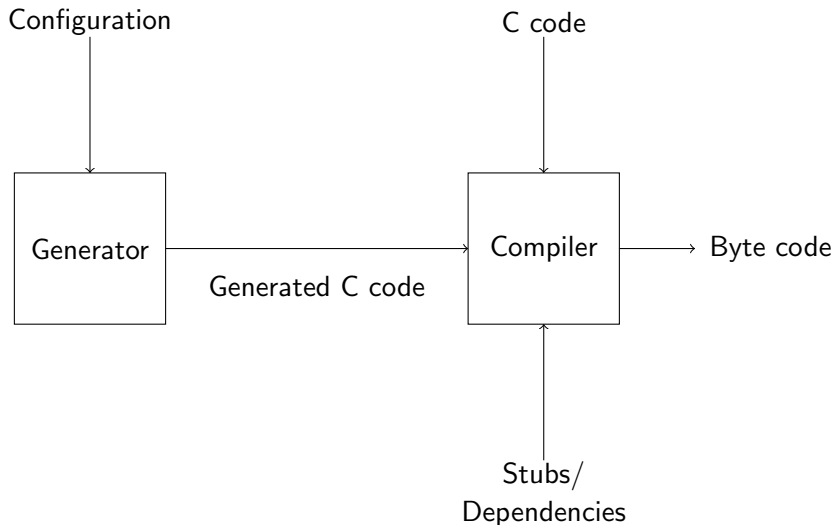 Configuration
C code
Generator
Compiler
Byte code
Generated C code
Stubs/
Dependencies